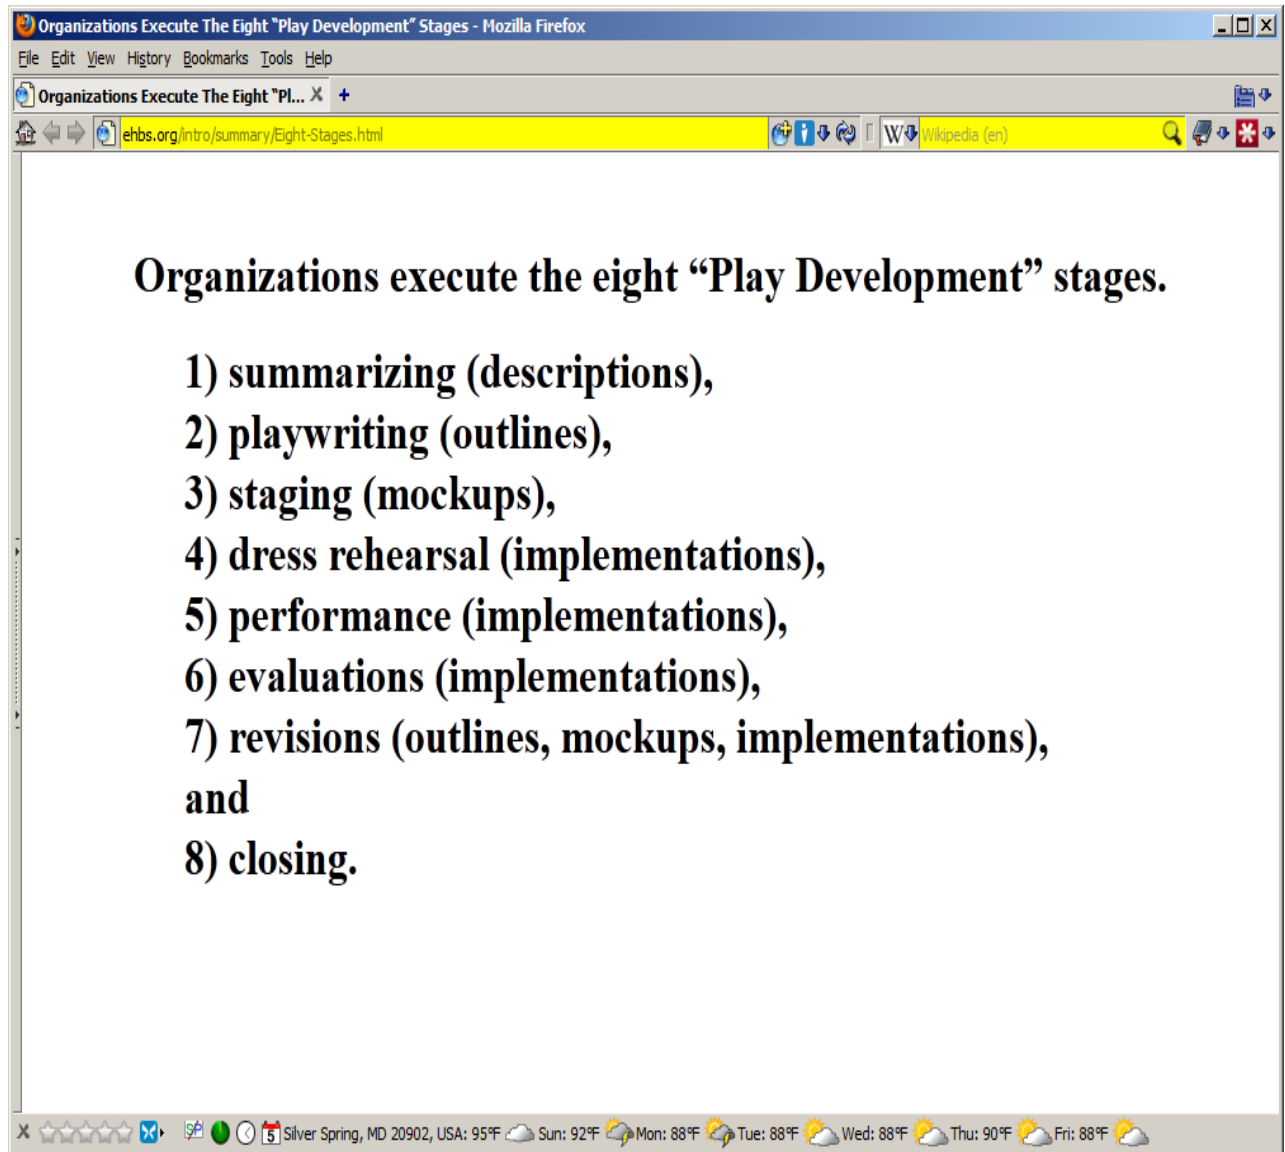 Organizations Execute The Eight “Play Development” Stages - Mozilla Firefox
File Edit View History Bookmarks Tools Help
Organizations Execute The Eight “Pl... X +
ehbs.org/intro/summary/Eight-Stages.html W Wikipedia (en)
Organizations execute the eight “Play Development” stages.
1) summarizing (descriptions),
2) playwriting (outlines),
3) staging (mockups),
4) dress rehearsal (implementations),
5) performance (implementations),
6) evaluations (implementations),
7) revisions (outlines, mockups, implementations),
and
8) closing.
X SP 5 Silver Spring, MD 20902, USA: 95°F Sun: 92°F Mon: 88°F Tue: 88°F Wed: 88°F Thu: 90°F Fri: 88°F